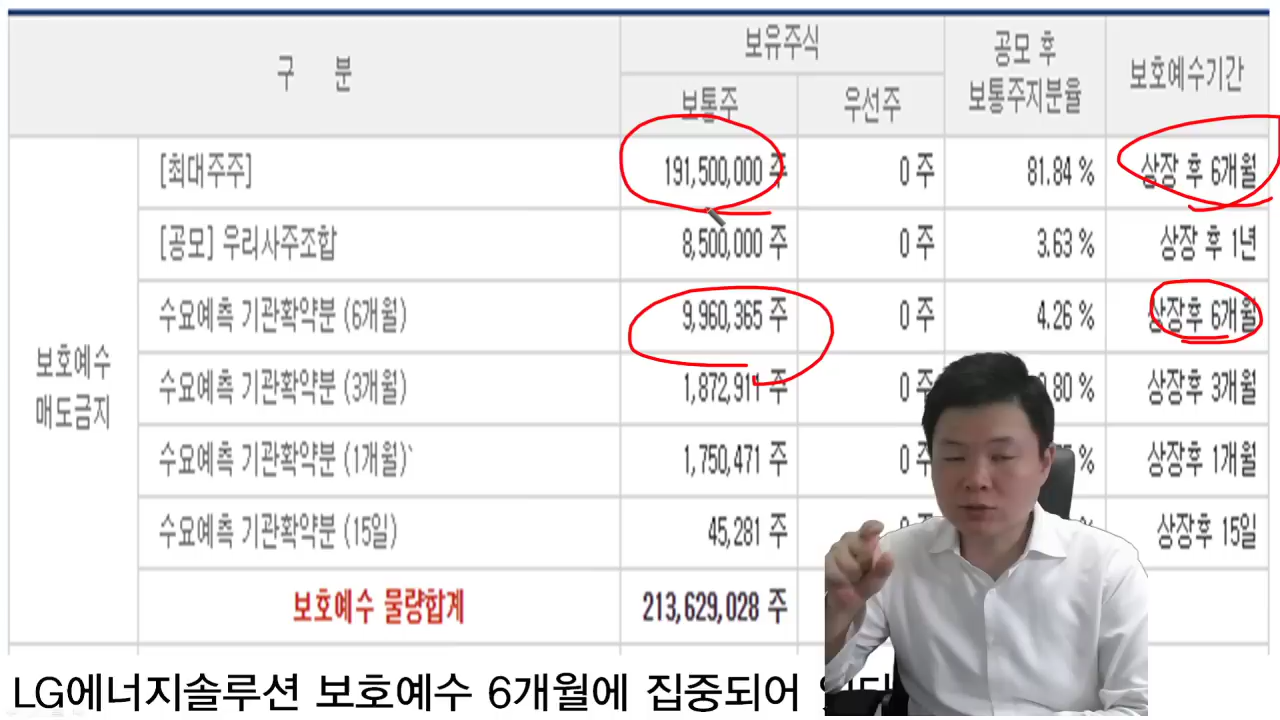 구 분 보유주식 공모 후 보통주지분율 보호예수기간
보통주 우선주
보호예수 매도금지
[최대주주] 191,500,000 주 0 주 81.84 % 상장 후 6개월
[공모] 우리사주조합 8,500,000 주 0 주 3.63 % 상장 후 1년
수요예측 기관확약분 (6개월) 9,960,365 주 0 주 4.26 % 상장후 6개월
수요예측 기관확약분 (3개월) 1,872,911 주 0 주 % 상장후 3개월
수요예측 기관확약분 (1개월)` 1,750,471 주 0 주 % 상장후 1개월
수요예측 기관확약분 (15일) 45,281 주 상장후 15일
보호예수 물량합계 213,629,028 주
LG에너지솔루션 보호예수 6개월에 집중되어